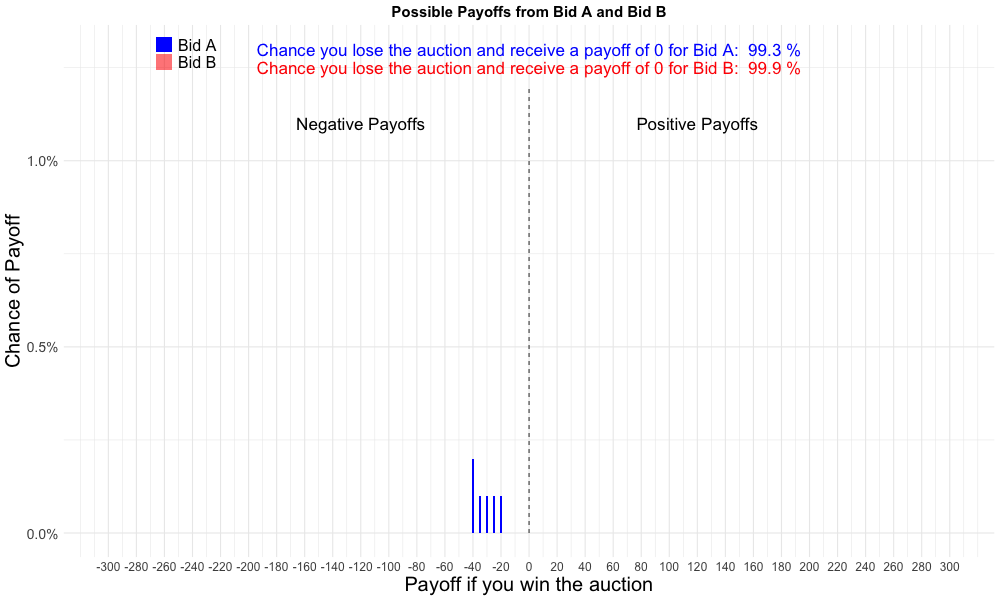 Possible Payoffs from Bid A and Bid B
Bid A
Bid B
Chance you lose the auction and receive a payoff of 0 for Bid A:  99.3 %
Chance you lose the auction and receive a payoff of 0 for Bid B:  99.9 %
Negative Payoffs
Positive Payoffs
Chance of Payoff
1.0%
0.5%
0.0%
-300 -280 -260 -240 -220 -200 -180 -160 -140 -120 -100 -80 -60 -40 -20 0 20 40 60 80 100 120 140 160 180 200 220 240 260 280 300
Payoff if you win the auction